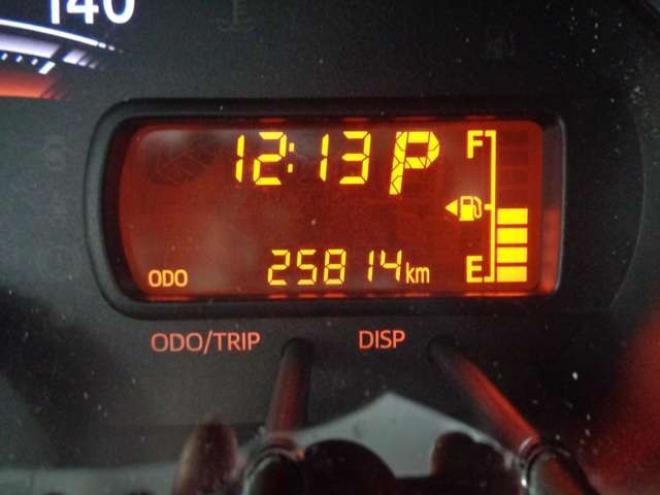 140
12:13 P
F
ODO 25814 km
E
ODO/TRIP DISP